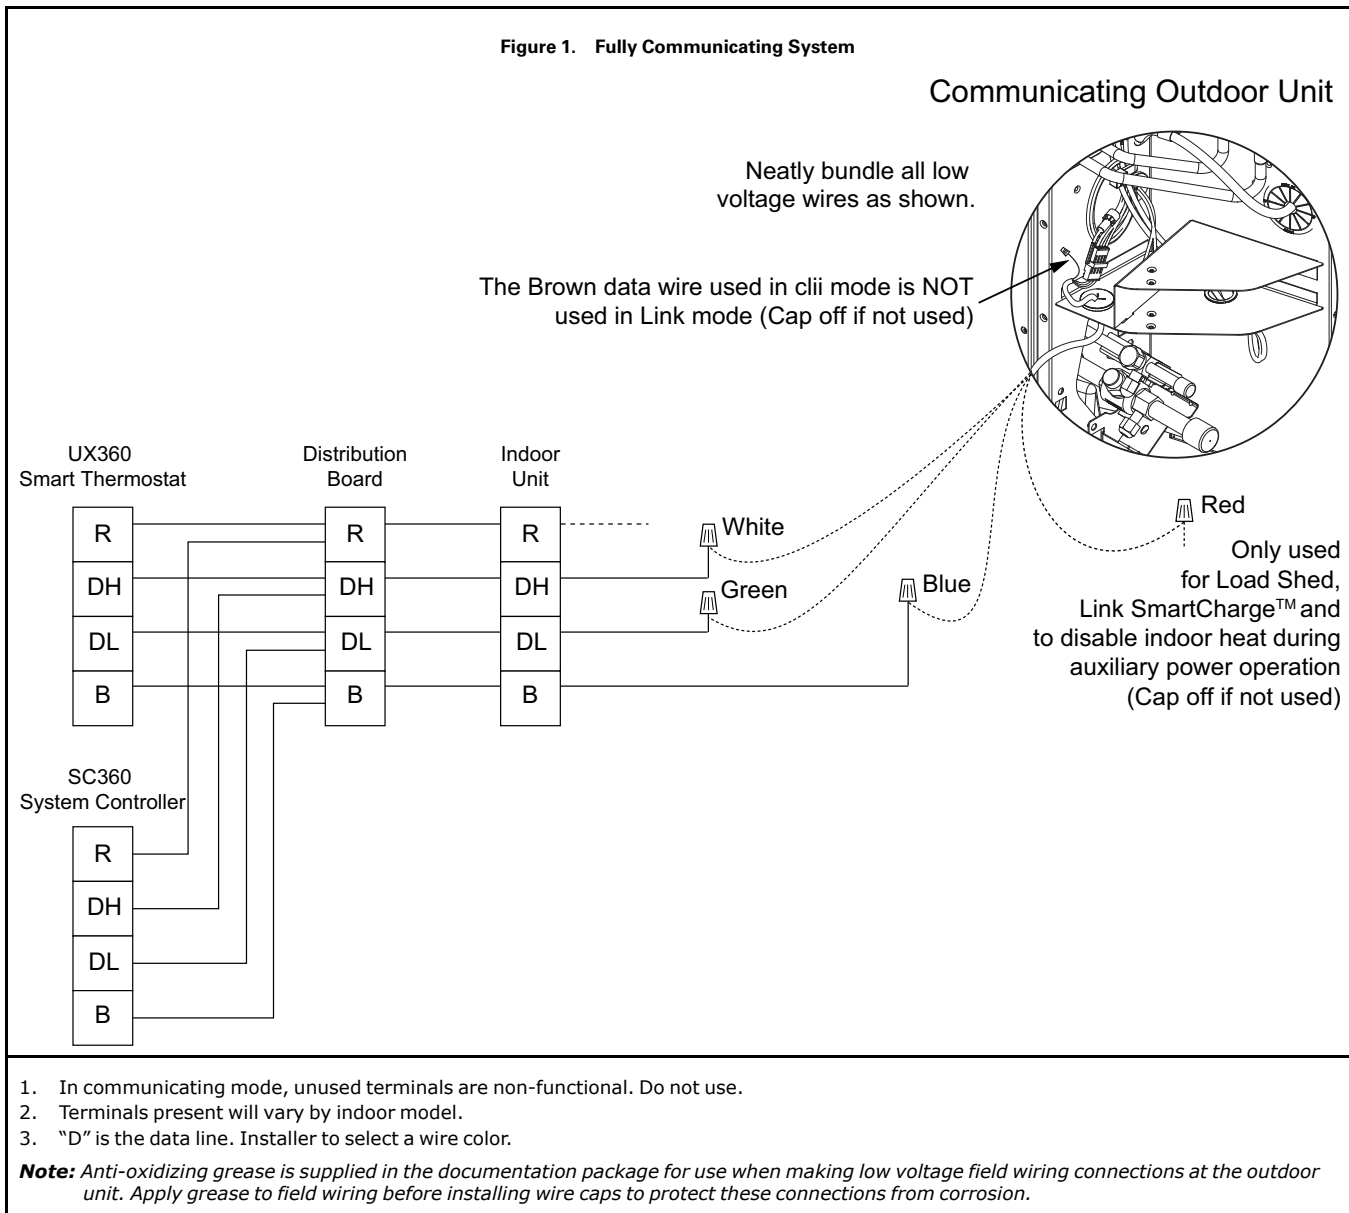 Figure 1. Fully Communicating System
Communicating Outdoor Unit
Neatly bundle all low
voltage wires as shown.
The Brown data wire used in clii mode is NOT
used in Link mode (Cap off if not used)
UX360
Smart Thermostat
Distribution
Board
Indoor
Unit
R
R
R
White
Red
DH
DH
DH
Green
Blue
DL
DL
DL
B
B
B
Only used
for Load Shed,
Link SmartCharge™ and
to disable indoor heat during
auxiliary power operation
(Cap off if not used)
SC360
System Controller
R
DH
DL
B
1. In communicating mode, unused terminals are non-functional. Do not use.
2. Terminals present will vary by indoor model.
3. “D” is the data line. Installer to select a wire color.
Note: Anti-oxidizing grease is supplied in the documentation package for use when making low voltage field wiring connections at the outdoor
unit. Apply grease to field wiring before installing wire caps to protect these connections from corrosion.